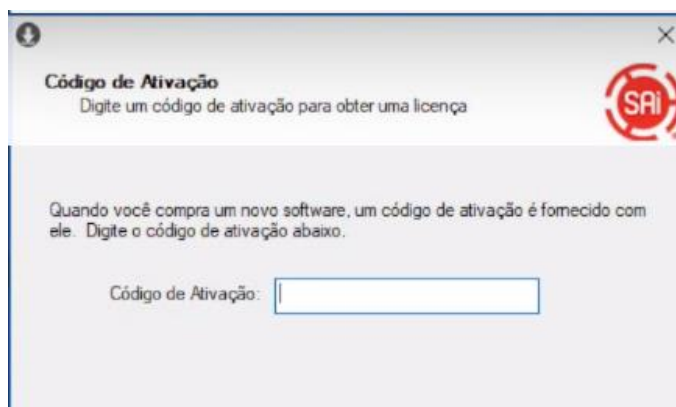 Código de Ativação
Digite um código de ativação para obter uma licença
SAi
Quando você compra um novo software, um código de ativação é fornecido com
ele. Digite o código de ativação abaixo.
Código de Ativação: